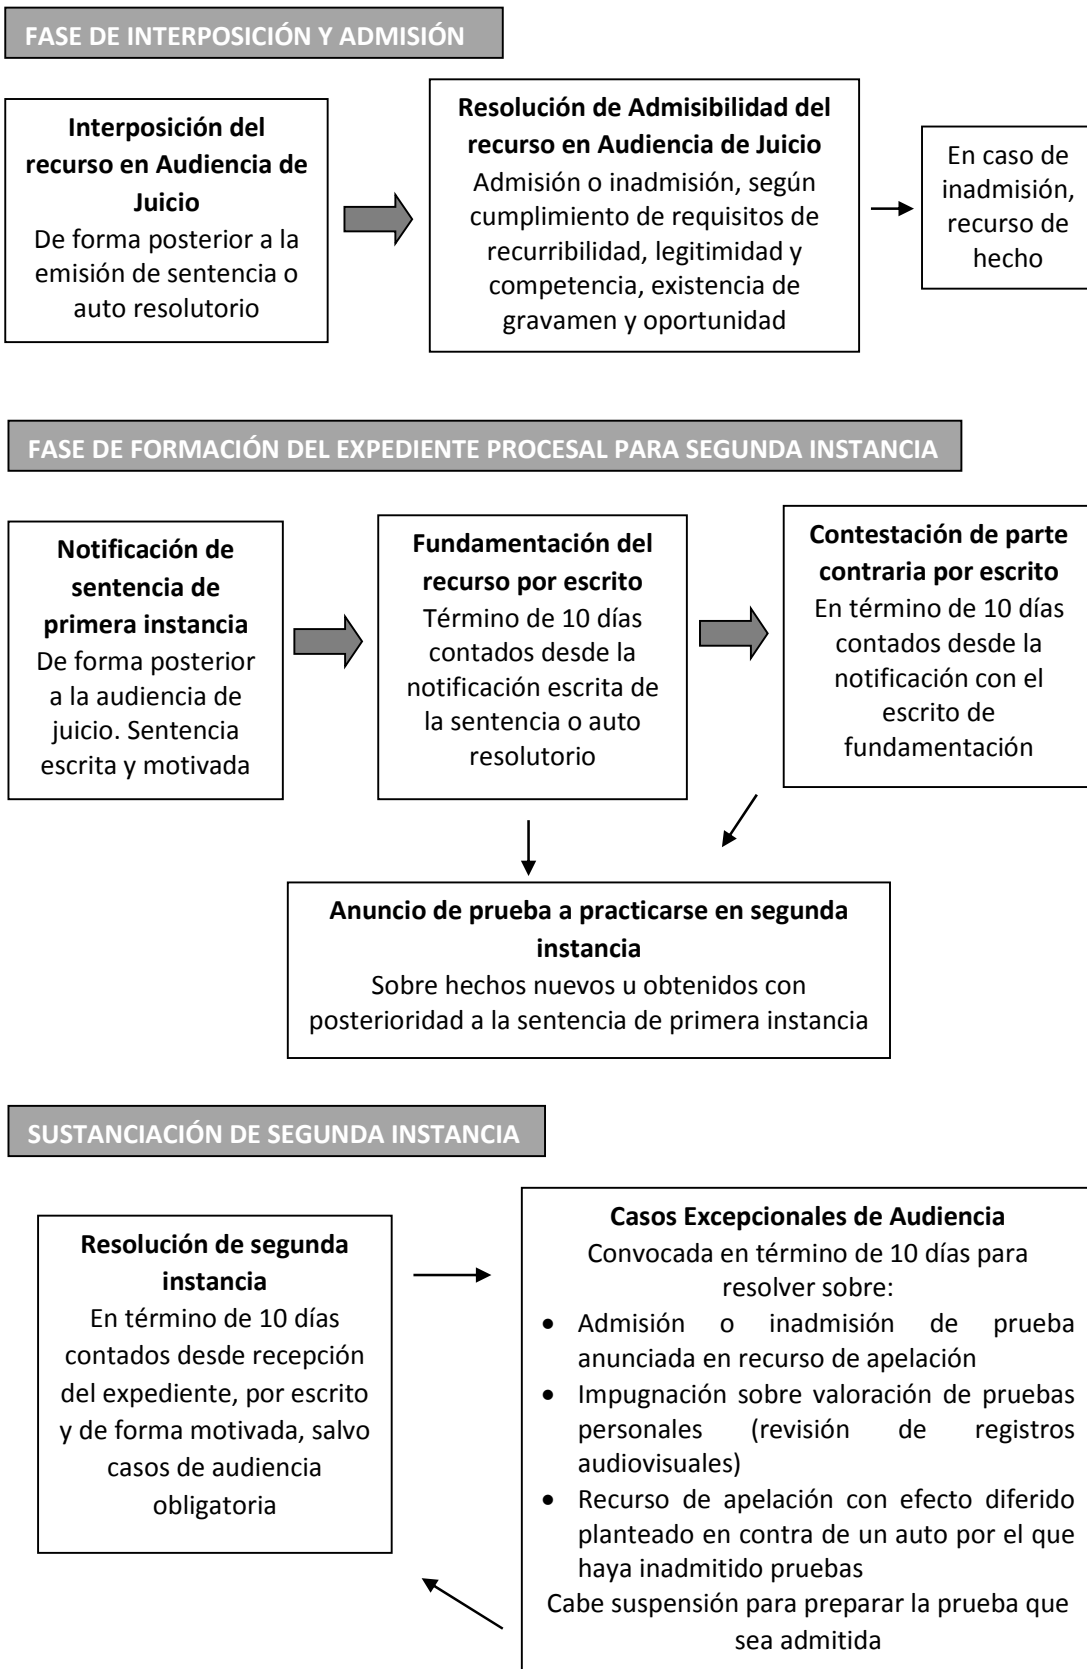 FASE DE INTERPOSICIÓN Y ADMISIÓN
Interposición del
recurso en Audiencia de
Juicio
De forma posterior a la
emisión de sentencia o
auto resolutorio
Resolución de Admisibilidad del
recurso en Audiencia de Juicio
Admisión o inadmisión, según
cumplimiento de requisitos de
recurribilidad, legitimidad y
competencia, existencia de
gravamen y oportunidad
En caso de
inadmisión,
recurso de
hecho
FASE DE FORMACIÓN DEL EXPEDIENTE PROCESAL PARA SEGUNDA INSTANCIA
Notificación de
sentencia de
primera instancia
De forma posterior
a la audiencia de
juicio. Sentencia
escrita y motivada
Fundamentación del
recurso por escrito
Término de 10 días
contados desde la
notificación escrita de
la sentencia o auto
resolutorio
Contestación de parte
contraria por escrito
En término de 10 días
contados desde la
notificación con el
escrito de
fundamentación
Anuncio de prueba a practicarse en segunda
instancia
Sobre hechos nuevos u obtenidos con
posterioridad a la sentencia de primera instancia
SUSTANCIACIÓN DE SEGUNDA INSTANCIA
Resolución de segunda
instancia
En término de 10 días
contados desde recepción
del expediente, por escrito
y de forma motivada, salvo
casos de audiencia
obligatoria
Casos Excepcionales de Audiencia
Convocada en término de 10 días para
resolver sobre:
• Admisión o inadmisión de prueba
anunciada en recurso de apelación
• Impugnación sobre valoración de pruebas
personales (revisión de registros
audiovisuales)
• Recurso de apelación con efecto diferido
planteado en contra de un auto por el que
haya inadmitido pruebas
Cabe suspensión para preparar la prueba que
sea admitida